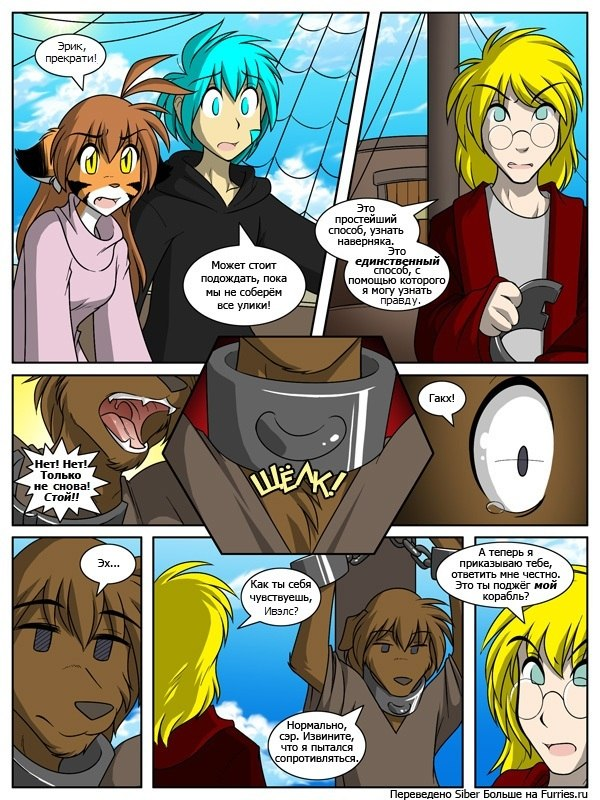 Эрик,
прекрати!
Может стоит
подождать, пока
мы не соберём
все улики!
Это
простейший
способ, узнать
наверняка.
Это
единственный
способ, с
помощью которого
я могу узнать
правду.
Нет! Нет!
Только
не снова!
Стой!!
ЩЁЛК!
Гакх!
Эх...
Как ты себя
чувствуешь,
Ивэлс?
Нормально,
сэр. Извините,
что я пытался
сопротивляться.
А теперь я
приказываю тебе,
ответить мне честно.
Это ты поджёг мой
корабль?
Переведено Siber Больше на Furries.ru